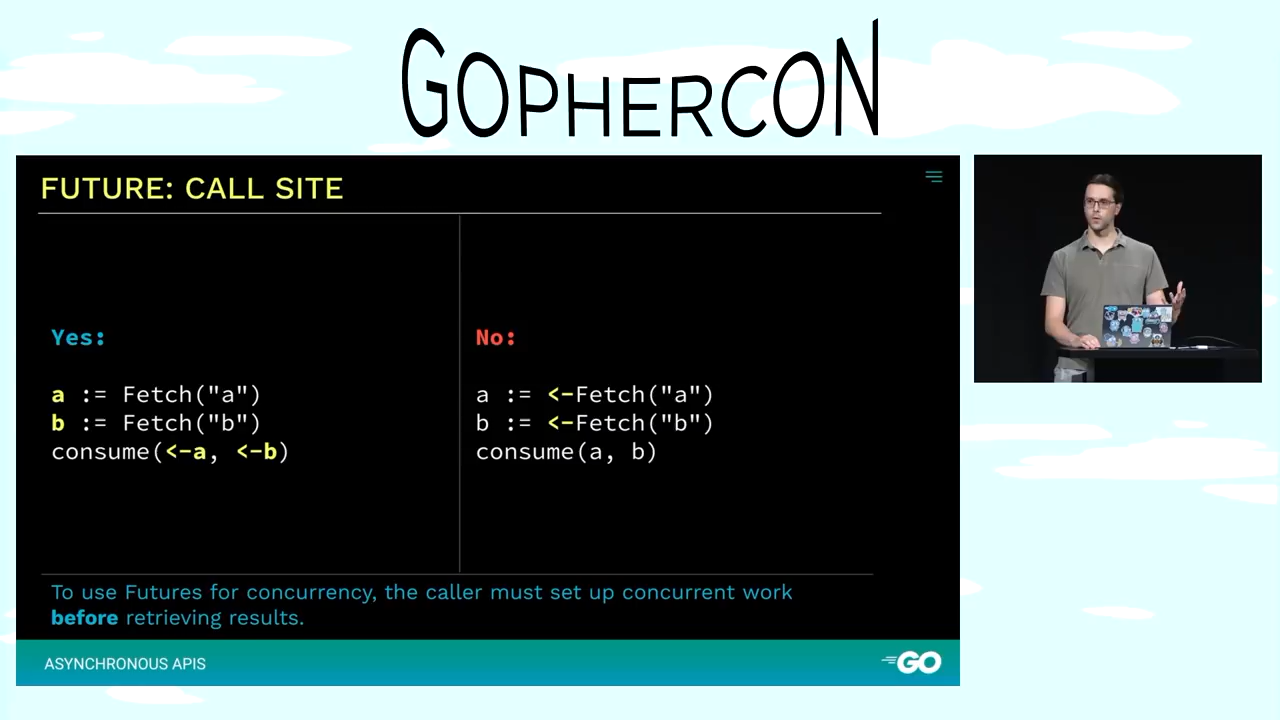 GOPHERCON
FUTURE: CALL SITE
Yes:
a := Fetch("a")
b := Fetch("b")
consume(<-a, <-b)
No:
a := <-Fetch("a")
b := <-Fetch("b")
consume(a, b)
To use Futures for concurrency, the caller must set up concurrent work
before retrieving results.
ASYNCHRONOUS APIS
GO